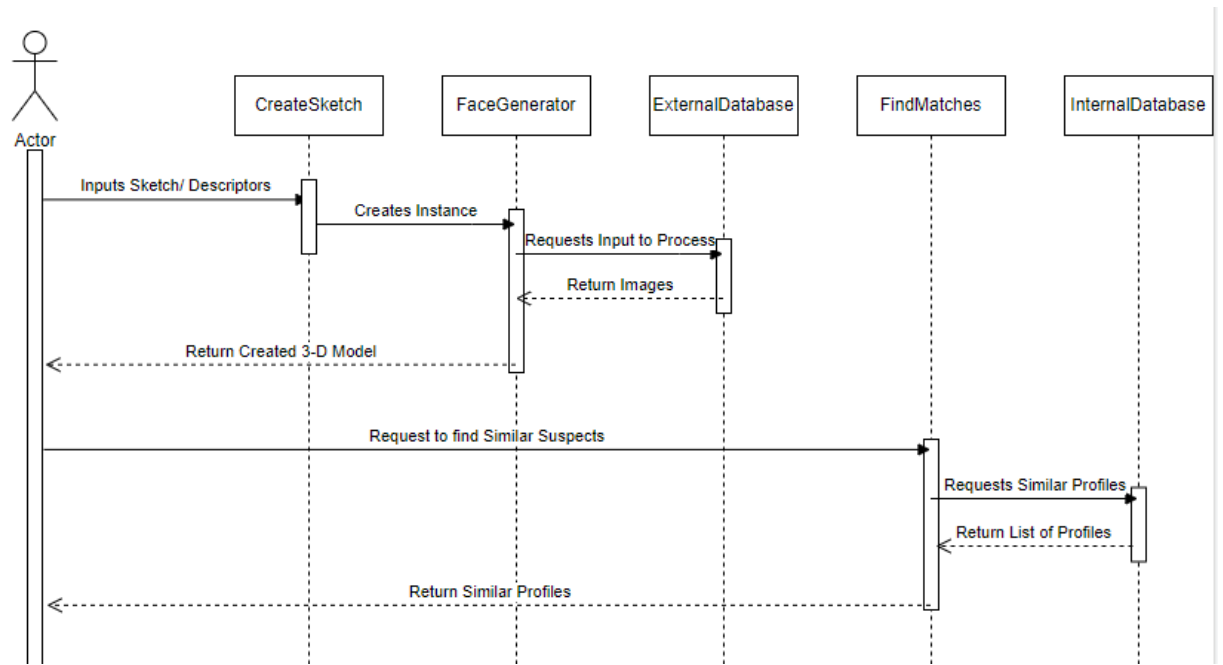 Actor
CreateSketch
FaceGenerator
ExternalDatabase
FindMatches
InternalDatabase
Inputs Sketch/ Descriptors
Creates Instance
Requests Input to Process
Return Images
Return Created 3-D Model
Request to find Similar Suspects
Requests Similar Profiles
Return List of Profiles
Return Similar Profiles